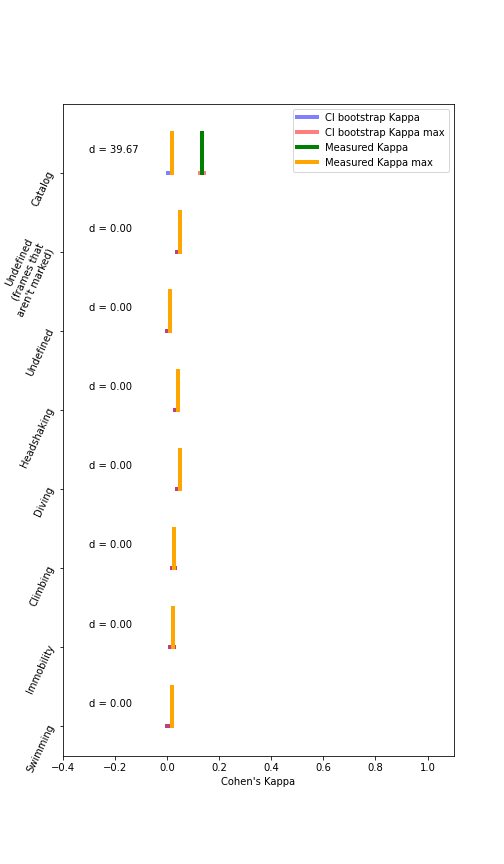 CI bootstrap Kappa
CI bootstrap Kappa max
Measured Kappa
Measured Kappa max
d = 39.67
Catalog
d = 0.00
Undefined
(frames that
aren't marked)
d = 0.00
Undefined
d = 0.00
Headshaking
d = 0.00
Diving
d = 0.00
Climbing
d = 0.00
Immobility
d = 0.00
Swimming
−0.4 −0.2 0.0 0.2 0.4 0.6 0.8 1.0
Cohen's Kappa